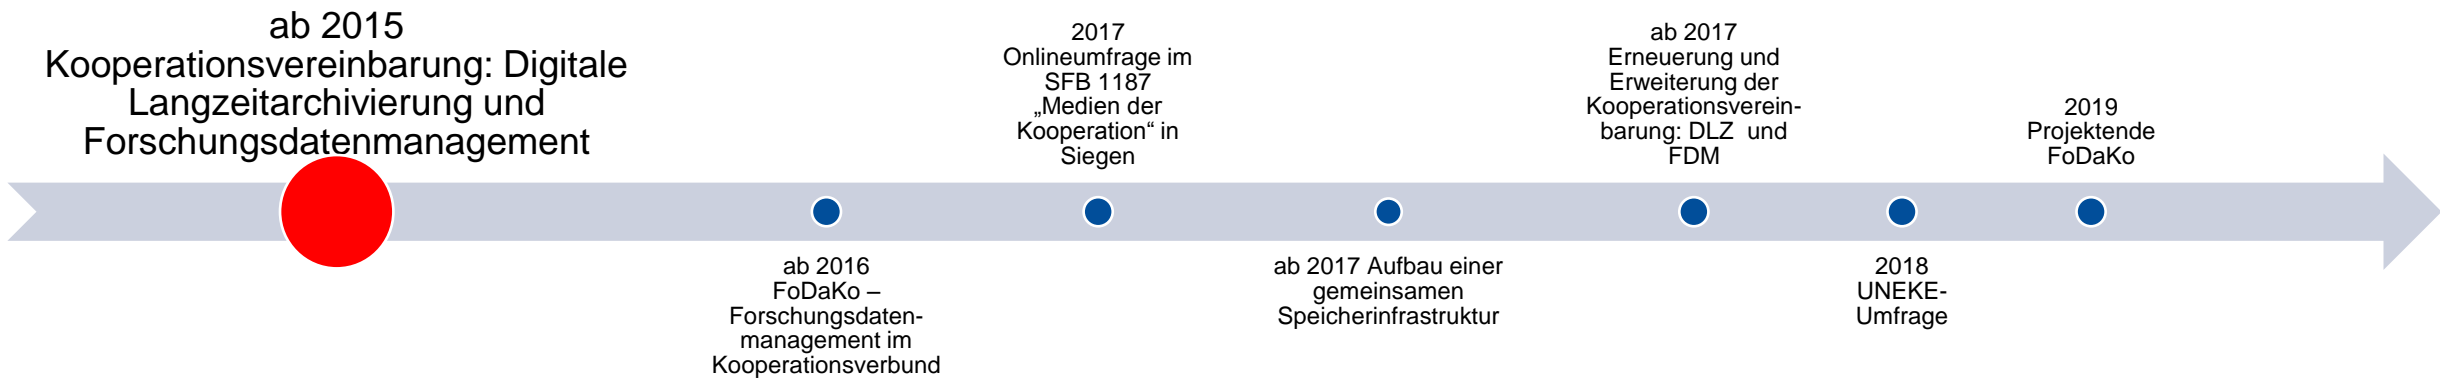 ab 2015
Kooperationsvereinbarung: Digitale
Langzeitarchivierung und
Forschungsdatenmanagement
ab 2016
FoDaKo –
Forschungsdaten-
management im
Kooperationsverbund
2017
Onlineumfrage im
SFB 1187
„Medien der
Kooperation“ in
Siegen
ab 2017 Aufbau einer
gemeinsamen
Speicherinfrastruktur
ab 2017
Erneuerung und
Erweiterung der
Kooperationsverein-
barung: DLZ und
FDM
2018
UNEKE-
Umfrage
2019
Projektende
FoDaKo